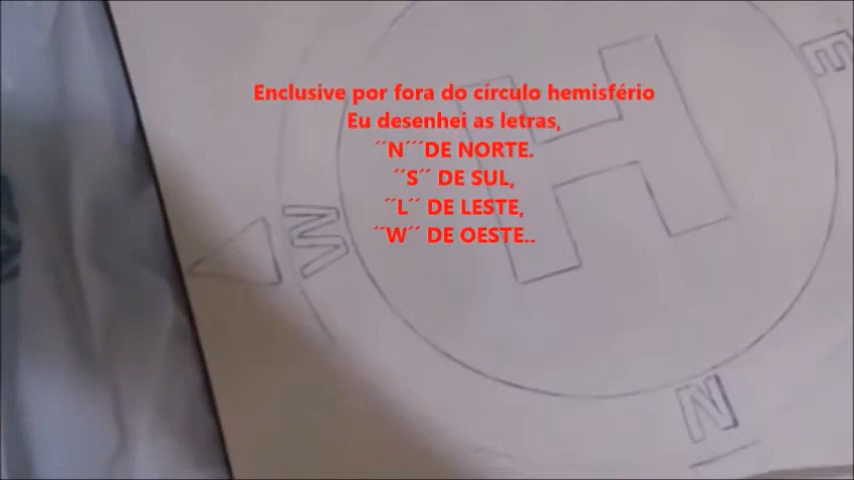 Enclusive por fora do círculo hemisfério
Eu desenhei as letras,
´´N´´´DE NORTE.
´´S´´ DE SUL,
´´L´´ DE LESTE,
´´W´´ DE OESTE..
H
E
W
N